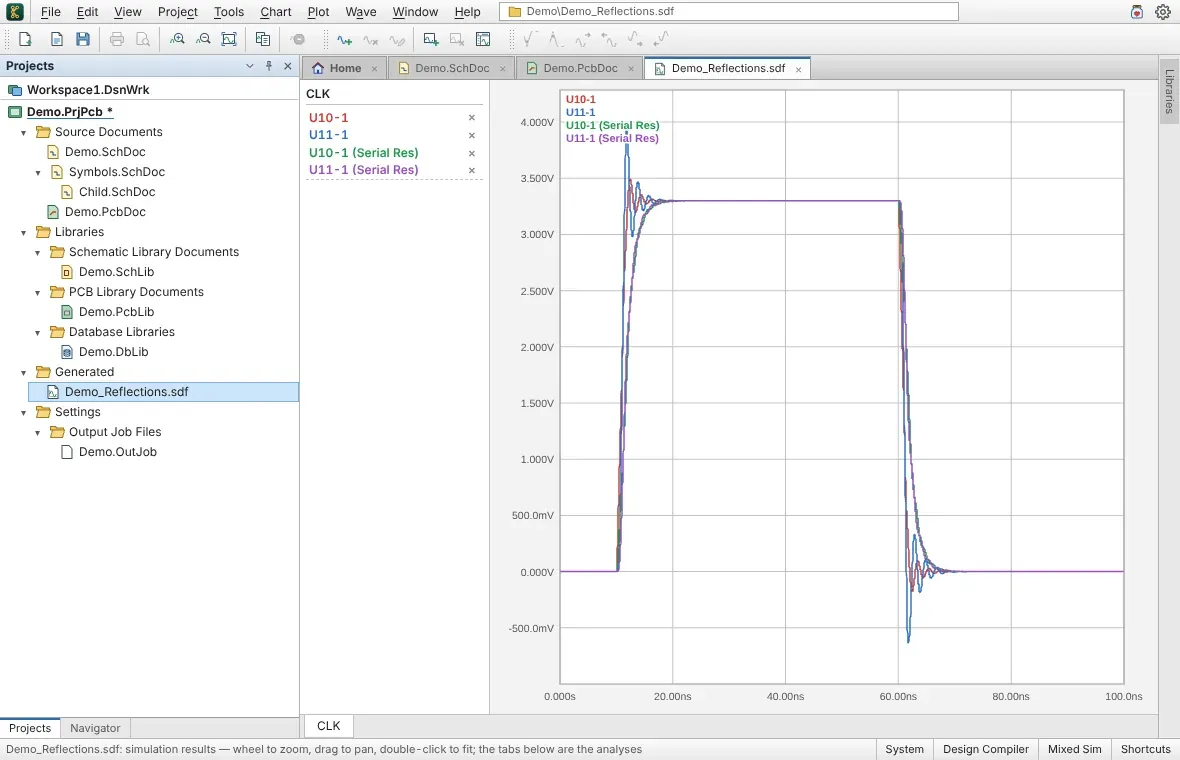 File Edit View Project Tools Chart Plot Wave Window Help
Demo\Demo_Reflections.sdf
Projects
Workspace1.DsnWrk
Demo.PrjPcb *
Source Documents
Demo.SchDoc
Symbols.SchDoc
Child.SchDoc
Demo.PcbDoc
Libraries
Schematic Library Documents
Demo.SchLib
PCB Library Documents
Demo.PcbLib
Database Libraries
Demo.DbLib
Generated
Demo_Reflections.sdf
Settings
Output Job Files
Demo.OutJob
Projects Navigator
Home Demo.SchDoc Demo.PcbDoc Demo_Reflections.sdf
CLK
U10-1
U11-1
U10-1 (Serial Res)
U11-1 (Serial Res)
U10-1
U11-1
U10-1 (Serial Res)
U11-1 (Serial Res)
4.000V
3.500V
3.000V
2.500V
2.000V
1.500V
1.000V
500.0mV
0.000V
-500.0mV
0.000s 20.00ns 40.00ns 60.00ns 80.00ns 100.0ns
CLK
Libraries
Demo_Reflections.sdf: simulation results — wheel to zoom, drag to pan, double-click to fit; the tabs below are the analyses
System Design Compiler Mixed Sim Shortcuts